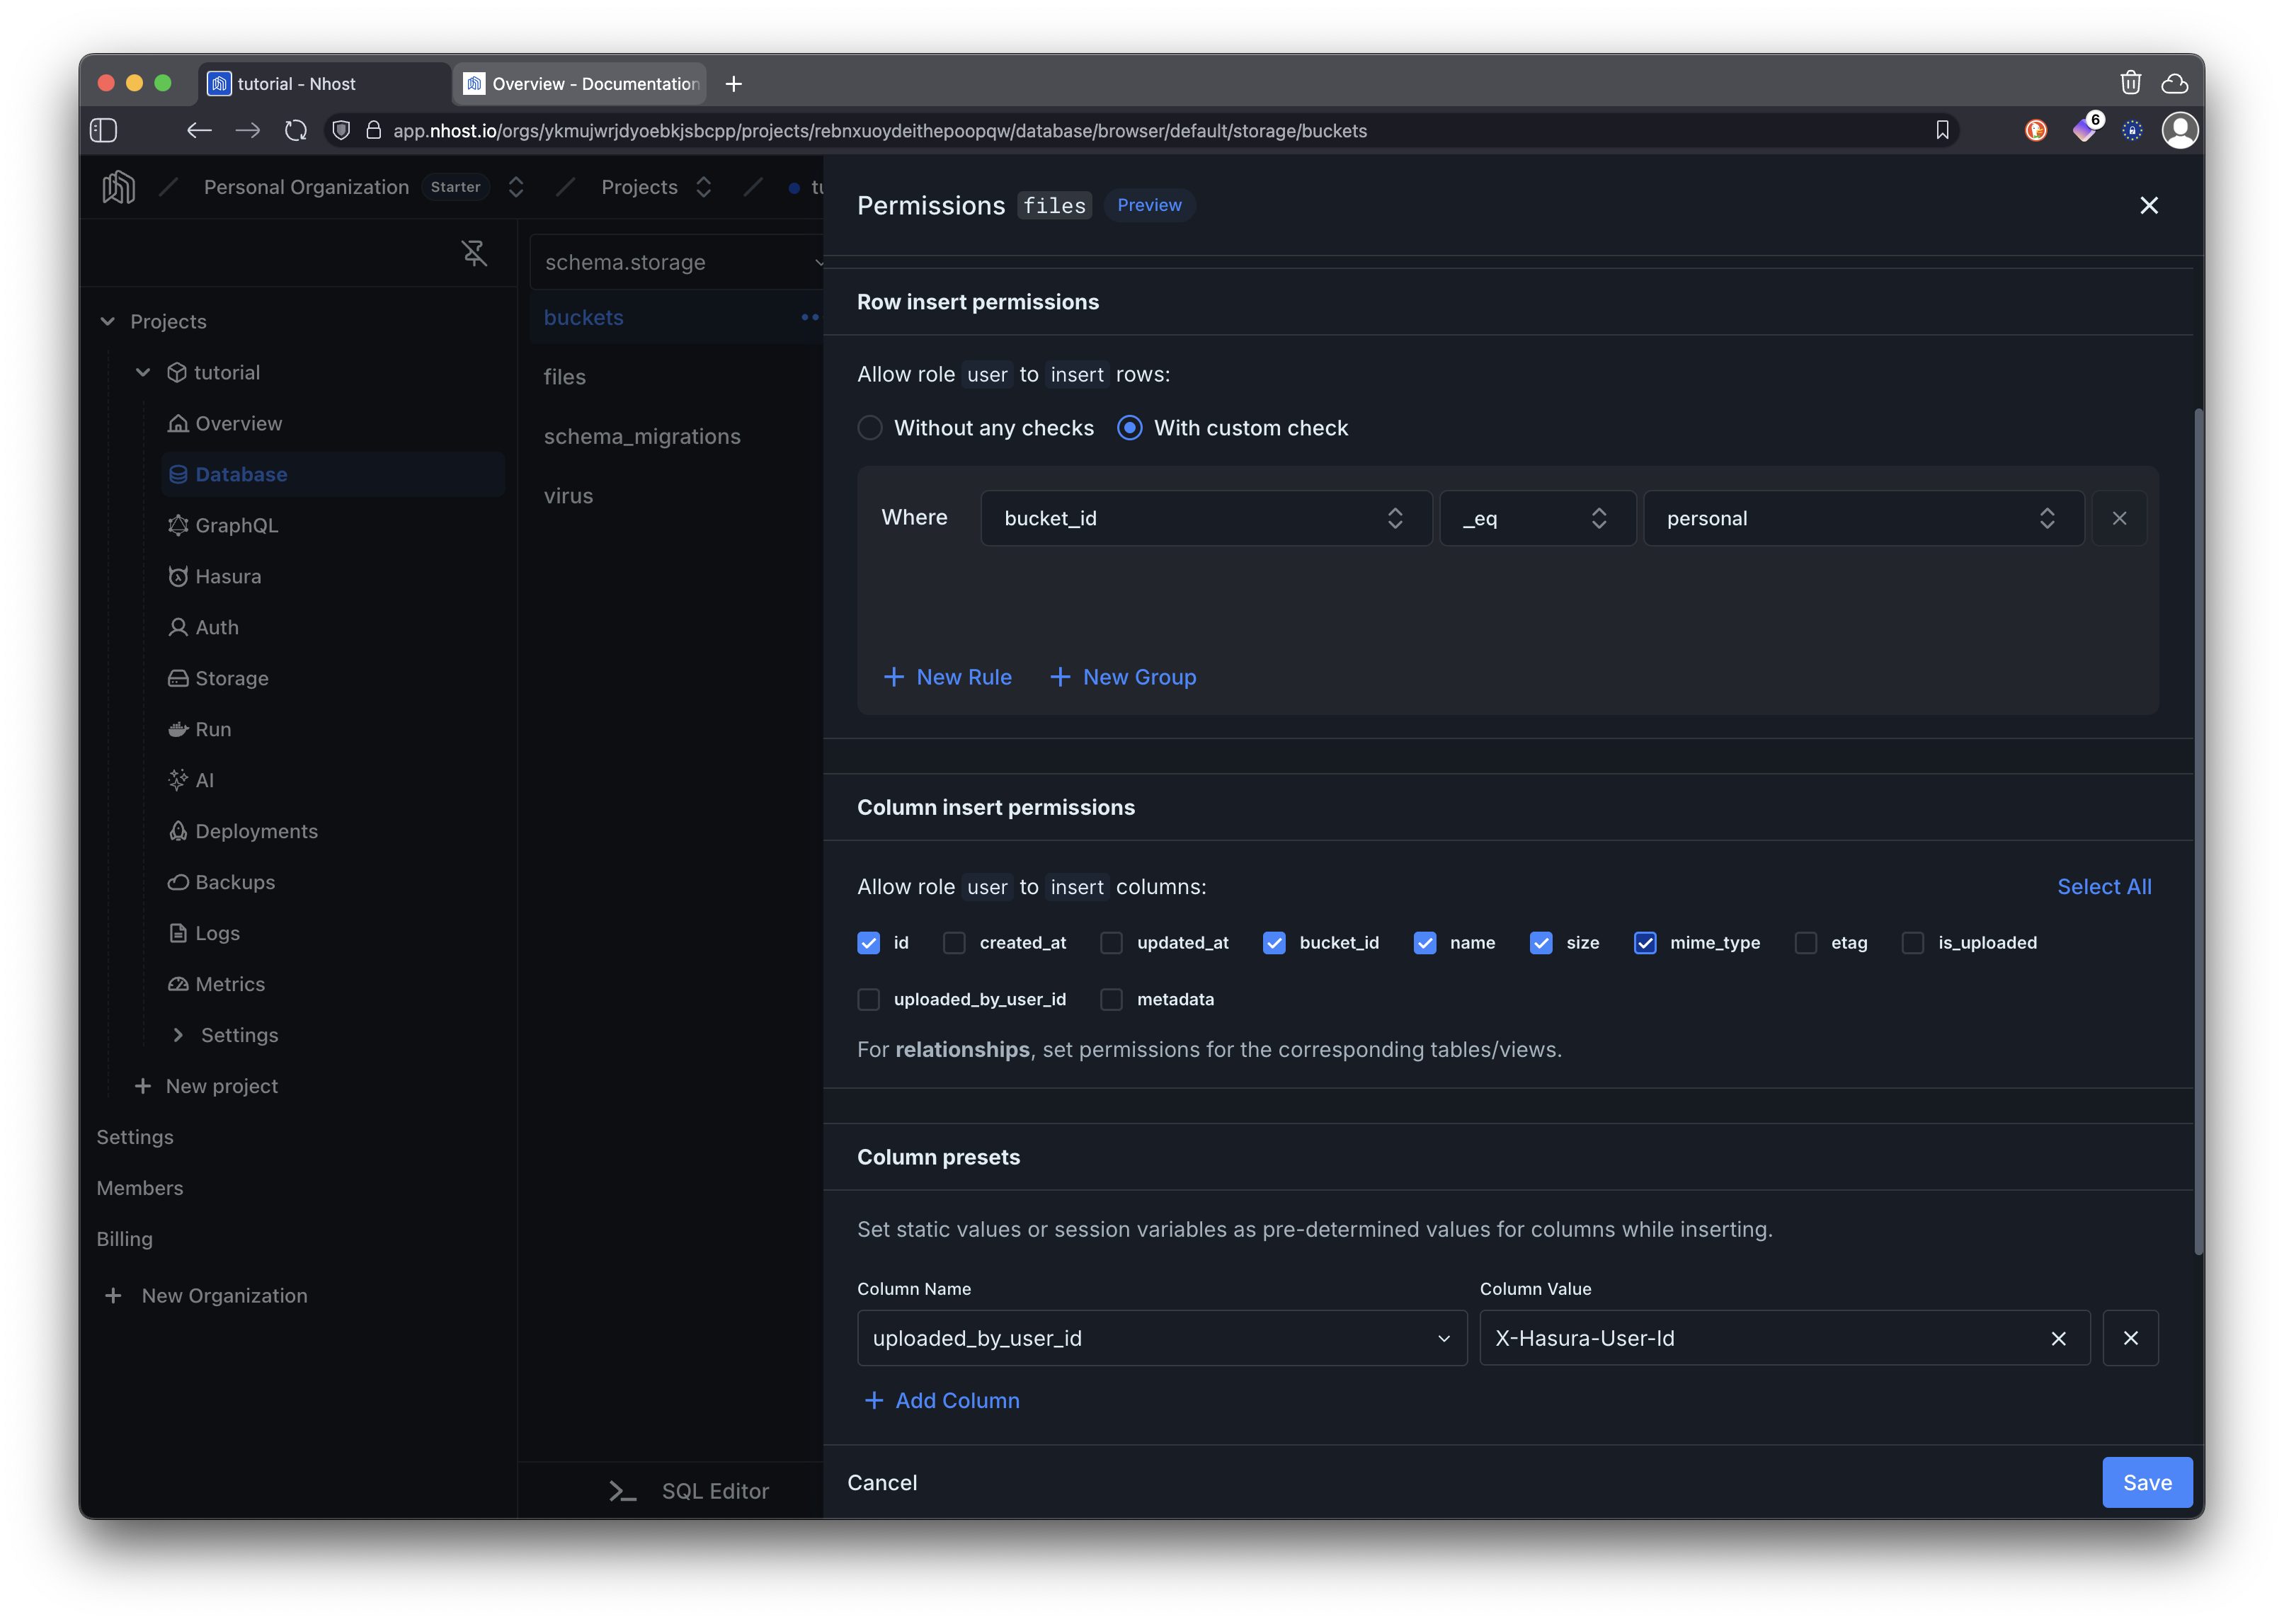 tutorial - Nhost
Overview - Documentation
app.nhost.io/orgs/ykmujwrjdyoebkjsbcpp/projects/rebnxuoydeithepoopqw/database/browser/default/storage/buckets
6
Personal Organization Starter Projects tu
Permissions files Preview
schema.storage
buckets
files
schema_migrations
virus
Projects
tutorial
Overview
Database
GraphQL
Hasura
Auth
Storage
Run
AI
Deployments
Backups
Logs
Metrics
Settings
New project
Settings
Members
Billing
New Organization
SQL Editor
Row insert permissions
Allow role user to insert rows:
Without any checks With custom check
Where bucket_id _eq personal
New Rule New Group
Column insert permissions
Allow role user to insert columns: Select All
id created_at updated_at bucket_id name size mime_type etag is_uploaded
uploaded_by_user_id metadata
For relationships, set permissions for the corresponding tables/views.
Column presets
Set static values or session variables as pre-determined values for columns while inserting.
Column Name Column Value
uploaded_by_user_id X-Hasura-User-Id
Add Column
Cancel Save